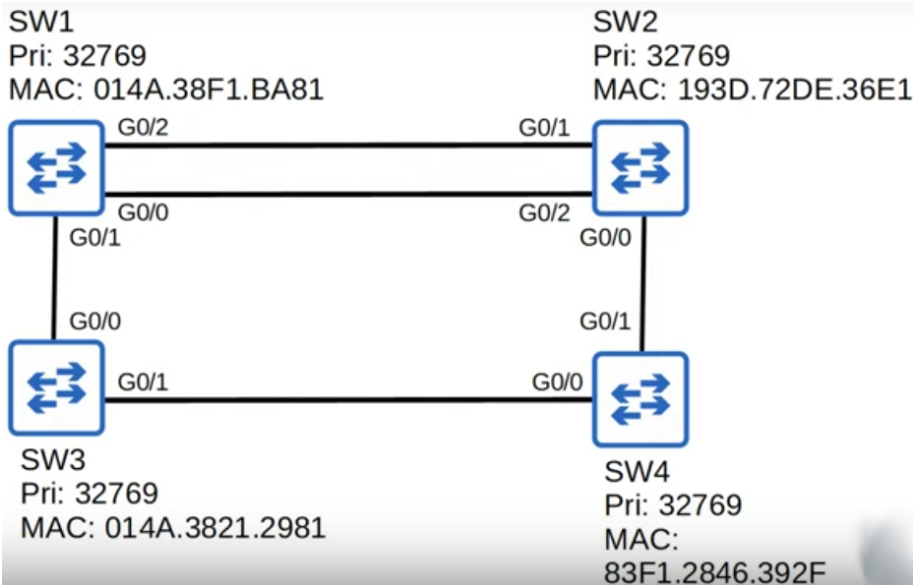 SW1
Pri: 32769
MAC: 014A.38F1.BA81
SW2
Pri: 32769
MAC: 193D.72DE.36E1
G0/2
G0/1
G0/0
G0/2
G0/1
G0/0
G0/0
G0/1
G0/1
G0/0
SW3
Pri: 32769
MAC: 014A.3821.2981
SW4
Pri: 32769
MAC:
83F1.2846.392F